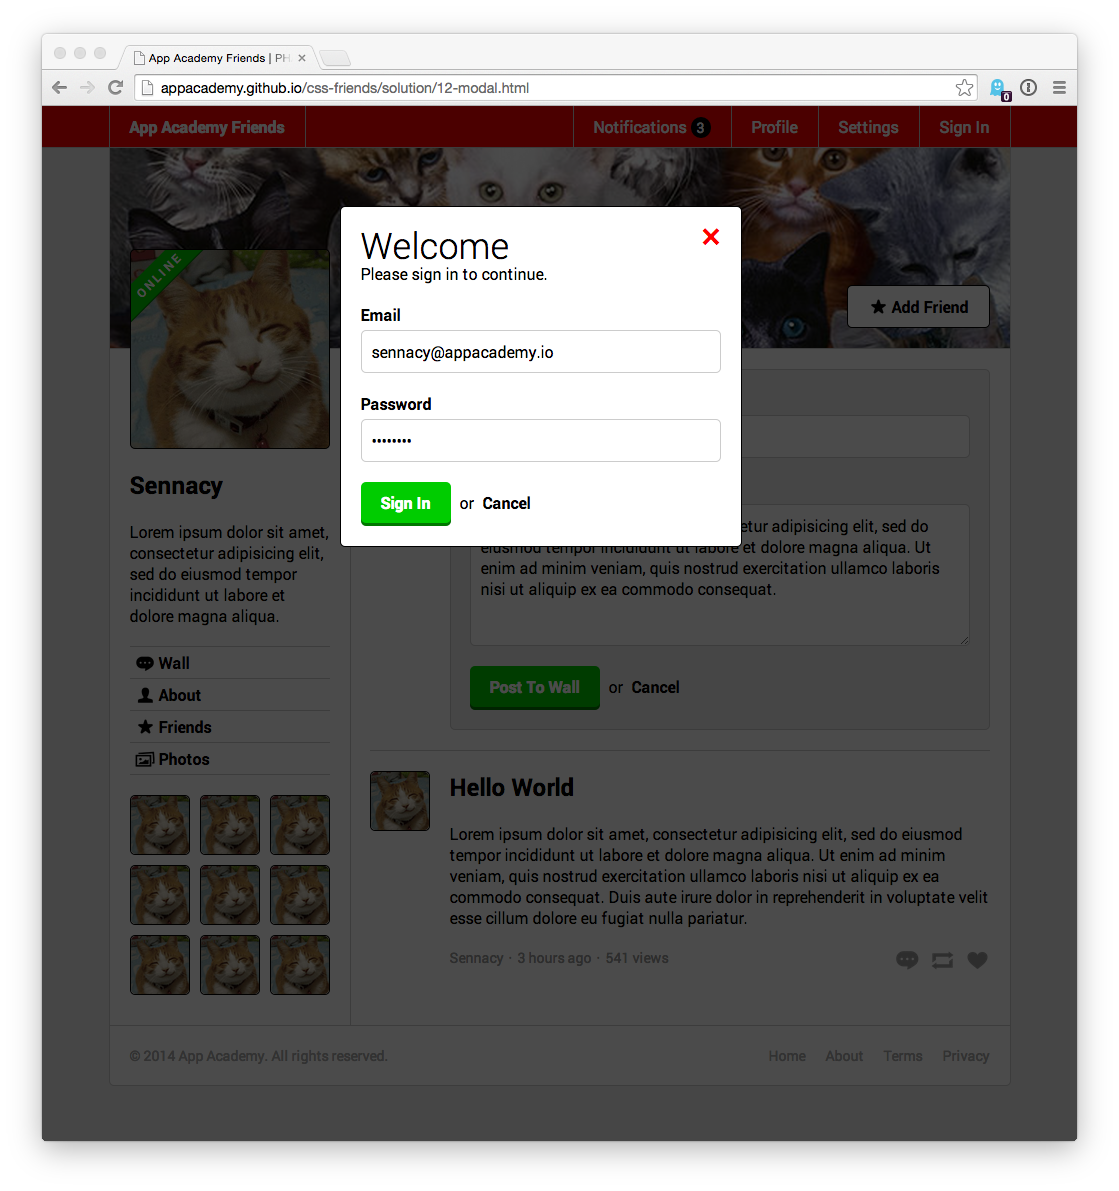 App Academy Friends | PH
appacademy.github.io/css-friends/solution/12-modal.html
0
App Academy Friends
Notifications 3
Profile
Settings
Sign In
ONLINE
Welcome
Please sign in to continue.
Email
sennacy@appacademy.io
Password
••••••••
Sign In or Cancel
Add Friend
Sennacy
Lorem ipsum dolor sit amet,
consectetur adipisicing elit,
sed do eiusmod tempor
incididunt ut labore et
dolore magna aliqua.
Wall
About
Friends
Photos
etur adipisicing elit, sed do
eiusmod tempor incididunt ut labore et dolore magna aliqua. Ut
enim ad minim veniam, quis nostrud exercitation ullamco laboris
nisi ut aliquip ex ea commodo consequat.
Post To Wall or Cancel
Hello World
Lorem ipsum dolor sit amet, consectetur adipisicing elit, sed do eiusmod
tempor incididunt ut labore et dolore magna aliqua. Ut enim ad minim
veniam, quis nostrud exercitation ullamco laboris nisi ut aliquip ex ea
commodo consequat. Duis aute irure dolor in reprehenderit in voluptate velit
esse cillum dolore eu fugiat nulla pariatur.
Sennacy · 3 hours ago · 541 views
© 2014 App Academy. All rights reserved.
Home
About
Terms
Privacy